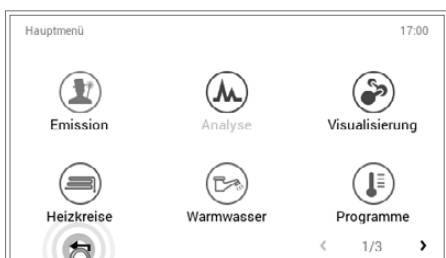 Hauptmenü 17:00
Emission Analyse Visualisierung
Heizkreise Warmwasser Programme
1/3